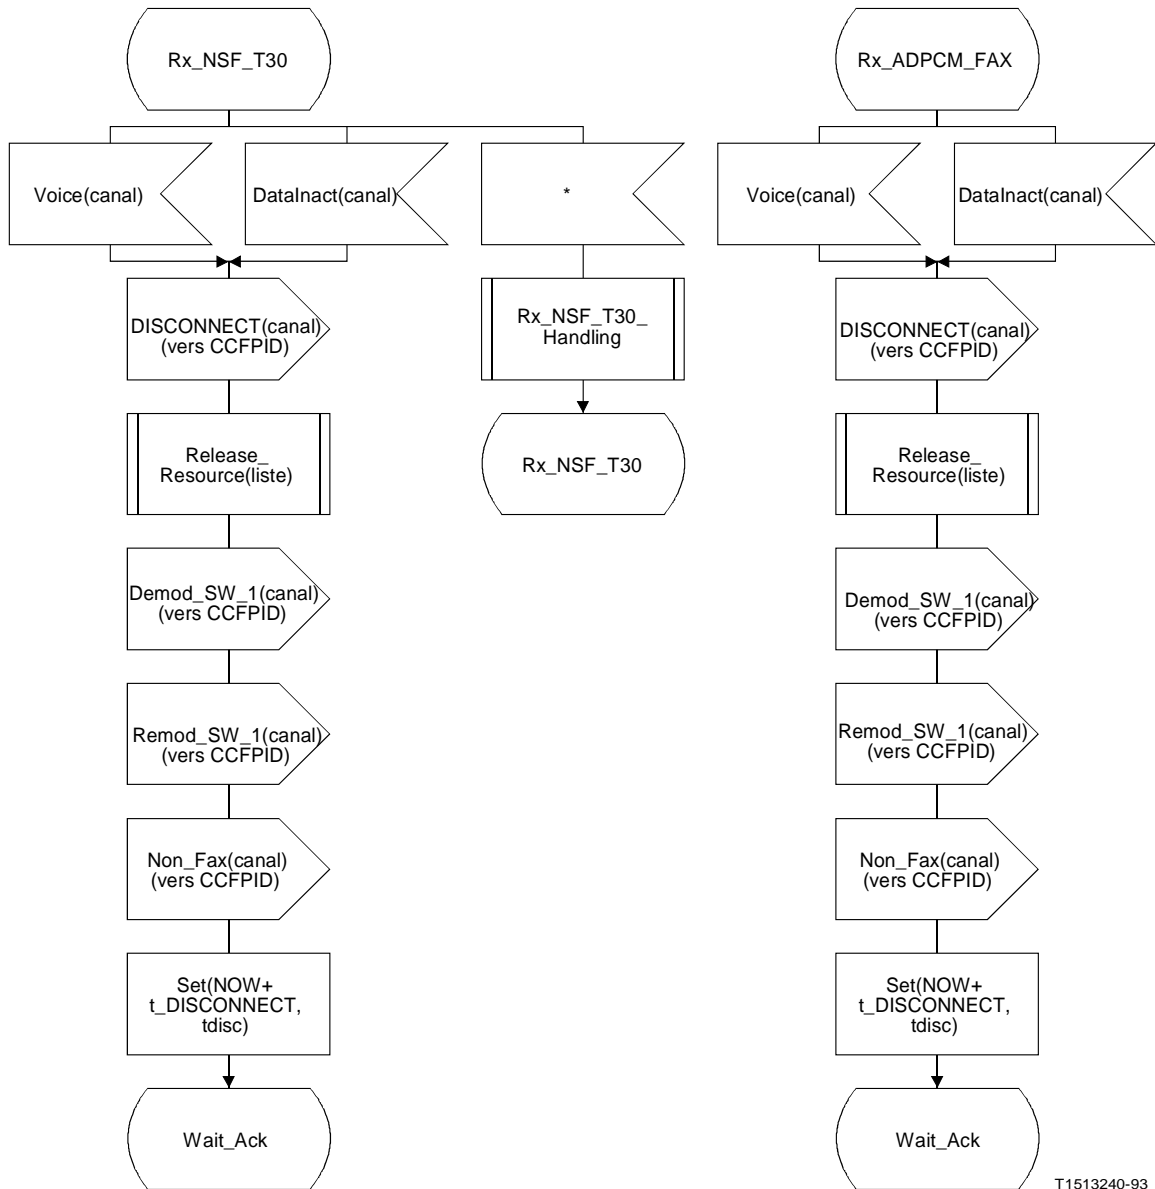 Rx_NSF_T30
Voice(canal)
DataInact(canal)
*
DISCONNECT(canal)
(vers CCFPID)
Rx_NSF_T30_
Handling
Release_
Resource(liste)
Rx_NSF_T30
Demod_SW_1(canal)
(vers CCFPID)
Remod_SW_1(canal)
(vers CCFPID)
Non_Fax(canal)
(vers CCFPID)
Set(NOW+
t_DISCONNECT,
tdisc)
Wait_Ack
Rx_ADPCM_FAX
Voice(canal)
DataInact(canal)
DISCONNECT(canal)
(vers CCFPID)
Release_
Resource(liste)
Demod_SW_1(canal)
(vers CCFPID)
Remod_SW_1(canal)
(vers CCFPID)
Non_Fax(canal)
(vers CCFPID)
Set(NOW+
t_DISCONNECT,
tdisc)
Wait_Ack
T1513240-93